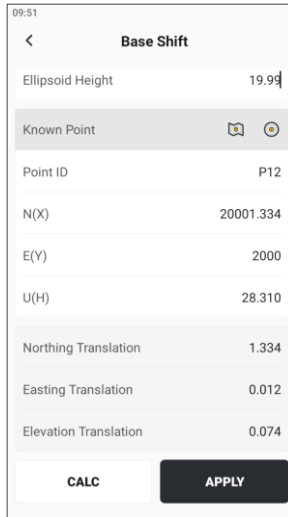 09:51
Base Shift
Ellipsoid Height 19.99
Known Point
Point ID P12
N(X) 20001.334
E(Y) 2000
U(H) 28.310
Northing Translation 1.334
Easting Translation 0.012
Elevation Translation 0.074
CALC APPLY